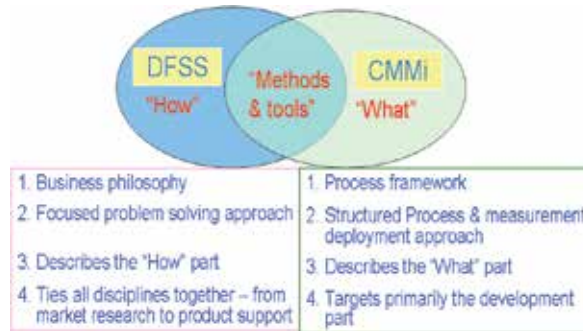 DFSS
"How"
"Methods
& tools"
CMMi
"What"
1. Business philosophy
2. Focused problem solving approach
3. Describes the "How" part
4. Ties all disciplines together – from
market research to product support
1. Process framework
2. Structured Process & measurement
deployment approach
3. Describes the "What" part
4. Targets primarily the development
part